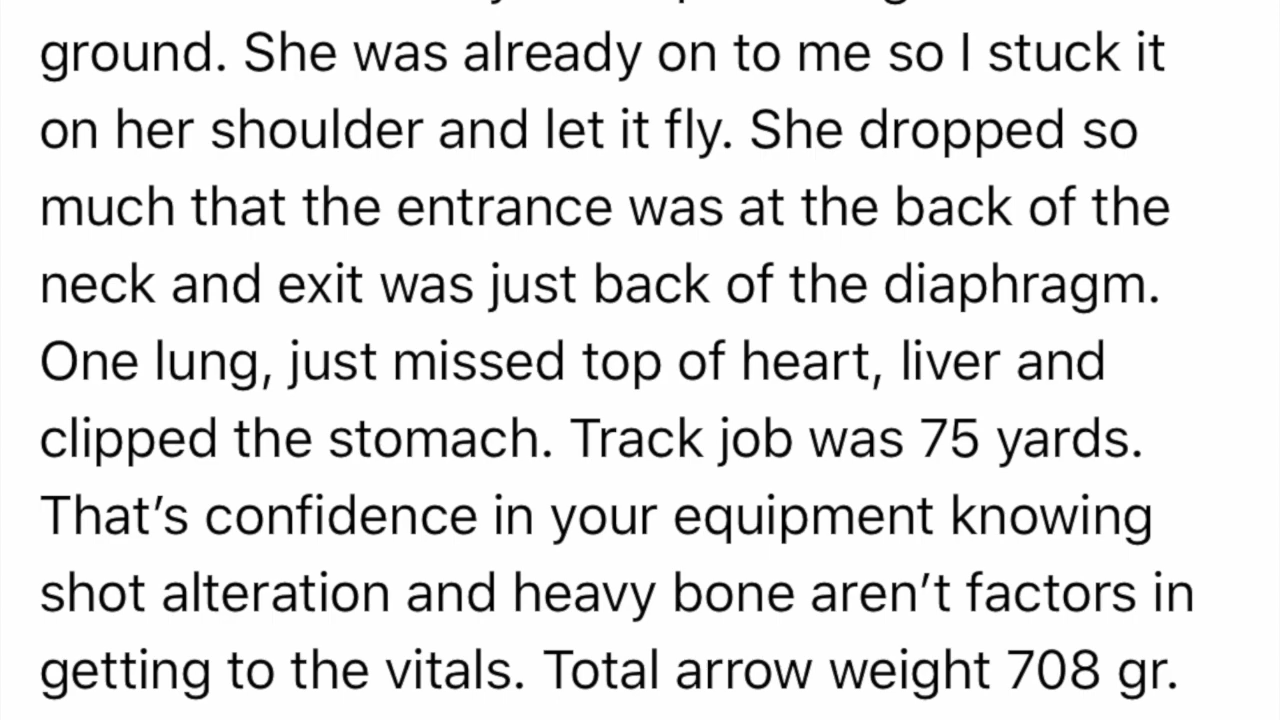 ground. She was already on to me so I stuck it
on her shoulder and let it fly. She dropped so
much that the entrance was at the back of the
neck and exit was just back of the diaphragm.
One lung, just missed top of heart, liver and
clipped the stomach. Track job was 75 yards.
That’s confidence in your equipment knowing
shot alteration and heavy bone aren’t factors in
getting to the vitals. Total arrow weight 708 gr.